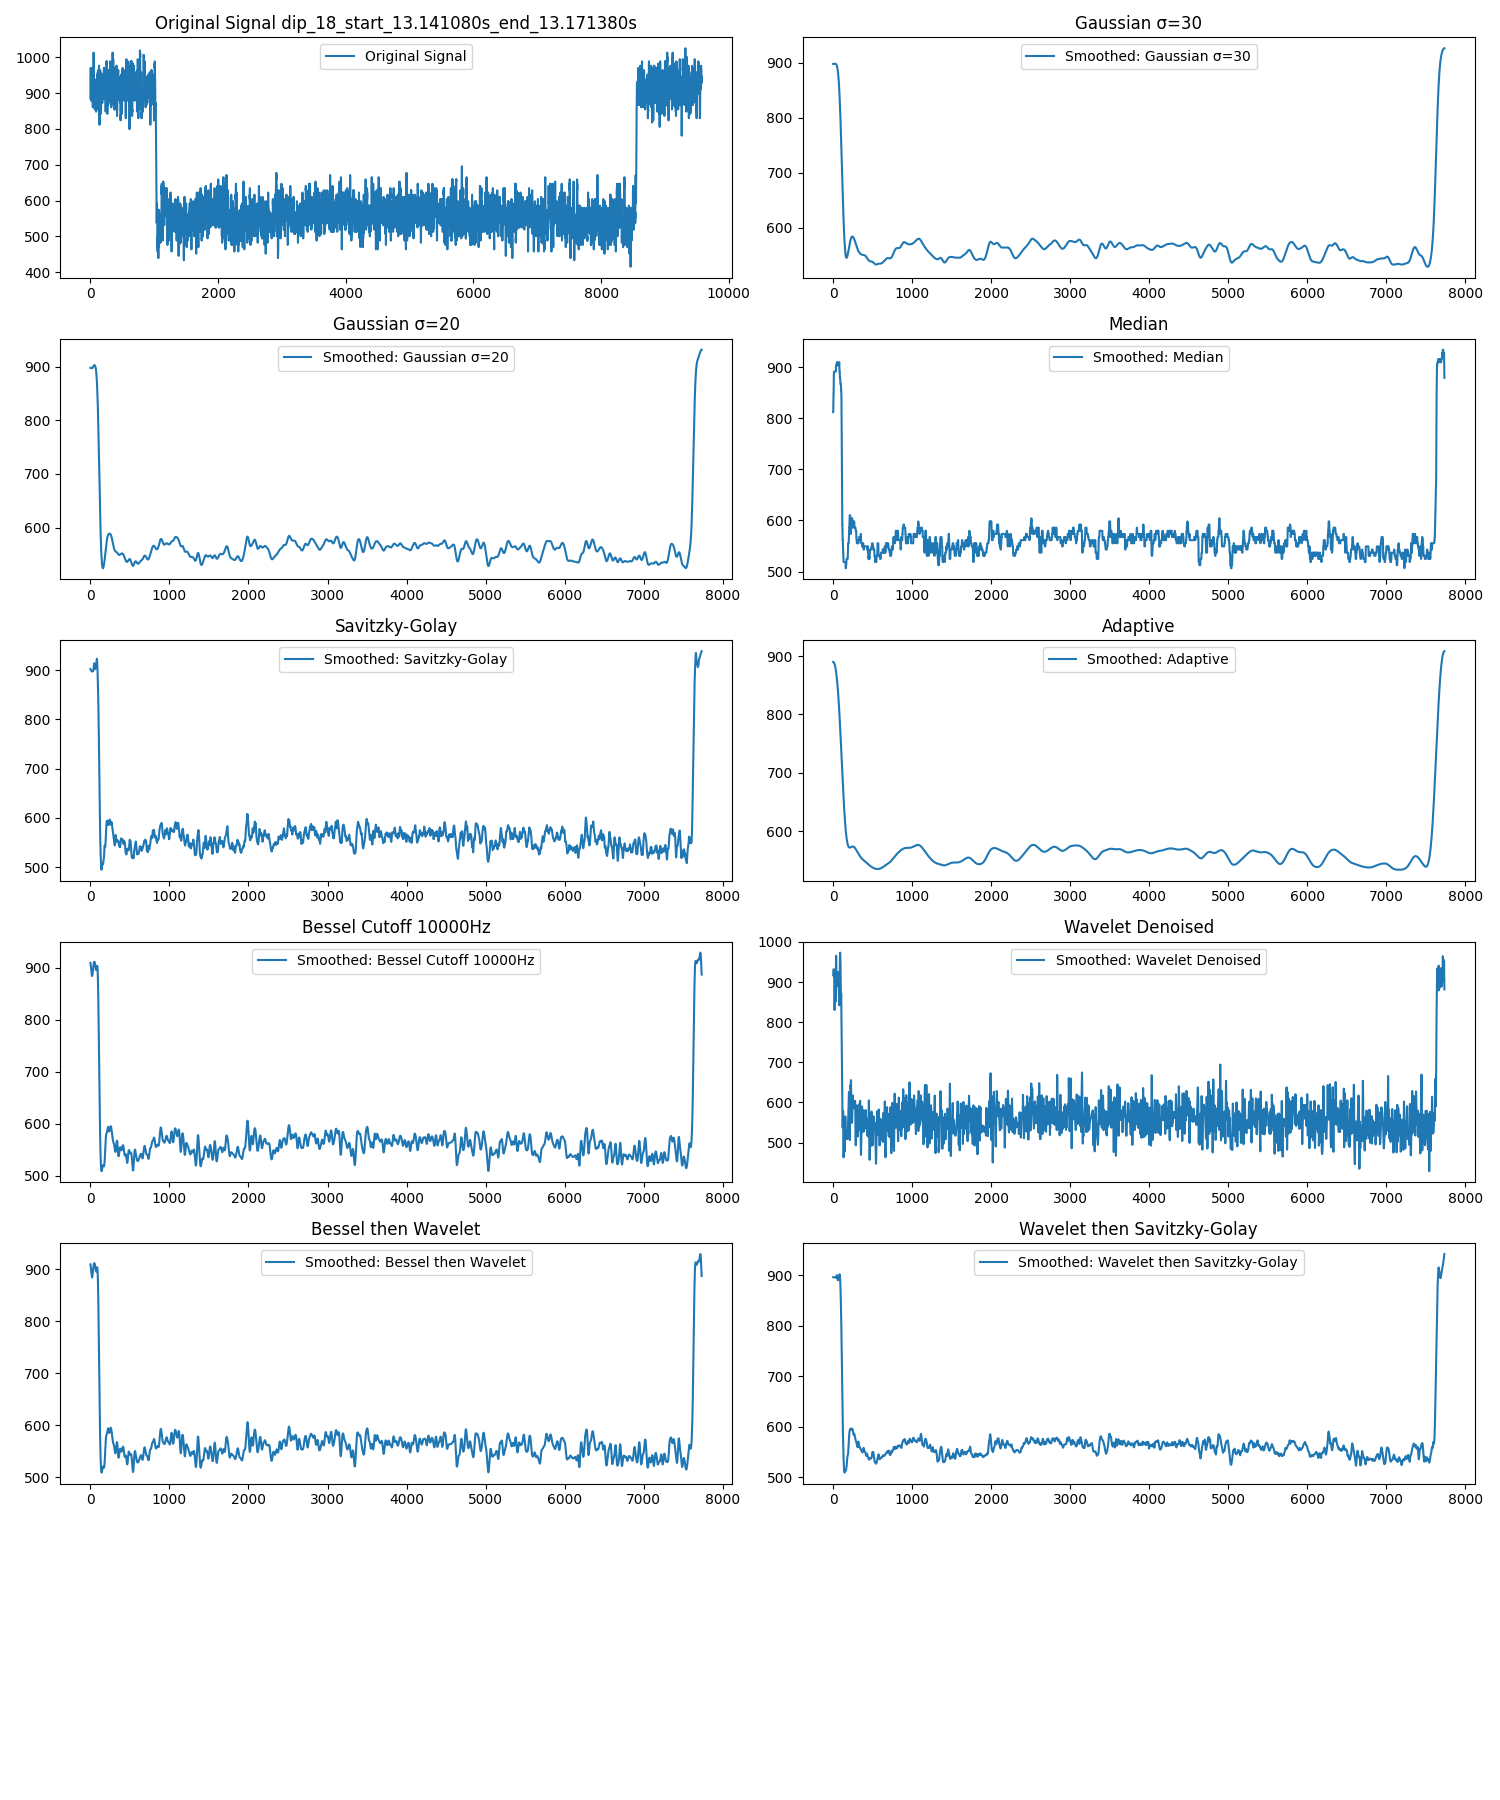 Original Signal dip_18_start_13.141080s_end_13.171380s
Original Signal
1000
900
800
700
600
500
400
0 2000 4000 6000 8000 10000
Gaussian σ=30
Smoothed: Gaussian σ=30
900
800
700
600
0 1000 2000 3000 4000 5000 6000 7000 8000
Gaussian σ=20
Smoothed: Gaussian σ=20
900
800
700
600
0 1000 2000 3000 4000 5000 6000 7000 8000
Median
Smoothed: Median
900
800
700
600
500
0 1000 2000 3000 4000 5000 6000 7000 8000
Savitzky-Golay
Smoothed: Savitzky-Golay
900
800
700
600
500
0 1000 2000 3000 4000 5000 6000 7000 8000
Adaptive
Smoothed: Adaptive
900
800
700
600
0 1000 2000 3000 4000 5000 6000 7000 8000
Bessel Cutoff 10000Hz
Smoothed: Bessel Cutoff 10000Hz
900
800
700
600
500
0 1000 2000 3000 4000 5000 6000 7000 8000
Wavelet Denoised
Smoothed: Wavelet Denoised
1000
900
800
700
600
500
0 1000 2000 3000 4000 5000 6000 7000 8000
Bessel then Wavelet
Smoothed: Bessel then Wavelet
900
800
700
600
500
0 1000 2000 3000 4000 5000 6000 7000 8000
Wavelet then Savitzky-Golay
Smoothed: Wavelet then Savitzky-Golay
900
800
700
600
500
0 1000 2000 3000 4000 5000 6000 7000 8000